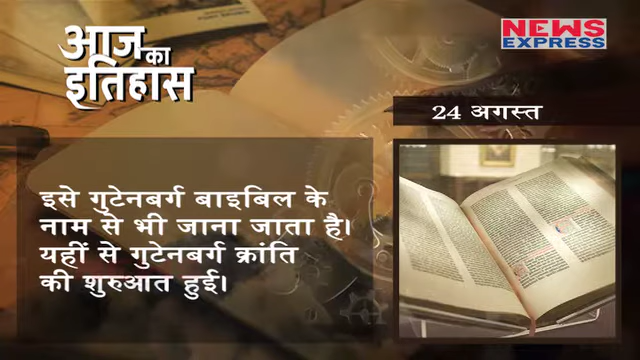 आज का
इतिहास
NEWS
EXPRESS
24 अगस्त
इसे गुटेनबर्ग बाइबिल के
नाम से भी जाना जाता है।
यहीं से गुटेनबर्ग क्रांति
की शुरुआत हुई।